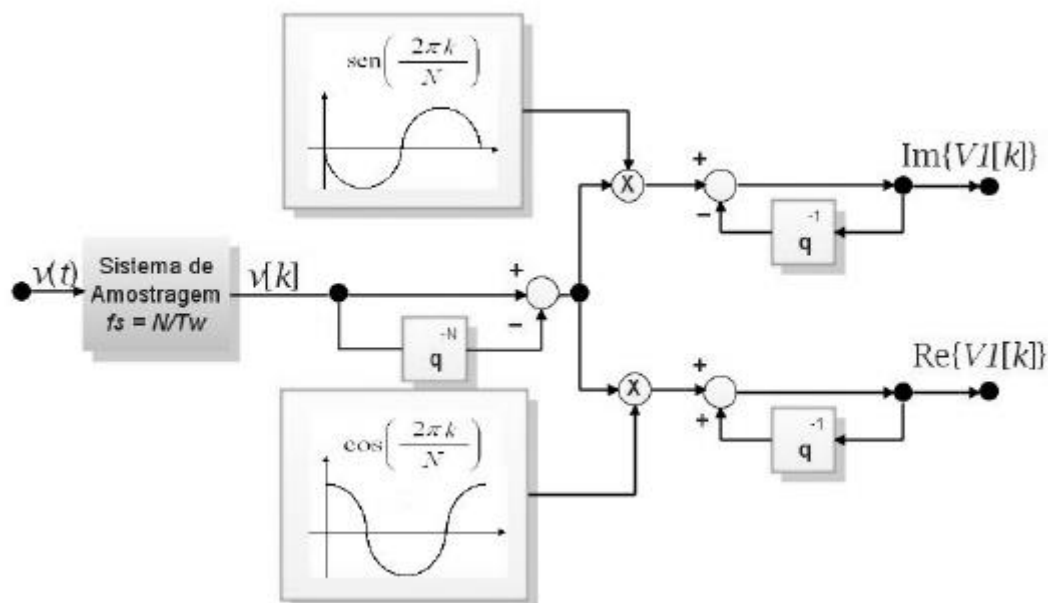 sen( 2πk / N )
+
Im{V1[k]}
X
−
q⁻¹
v(t)
Sistema de
Amostragem
fs = N/Tw
v[k]
+
−
q⁻ᴺ
Re{V1[k]}
+
X
+
q⁻¹
cos( 2πk / N )